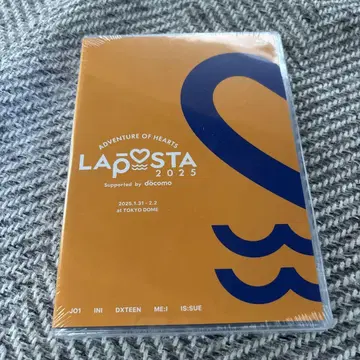 ADVENTURE OF HEARTS
LAPOSTA
2025
Supported by döcomo
2025.1.31 - 2.2
at TOKYO DOME
JO1 INI DXTEEN ME:I IS:SUE